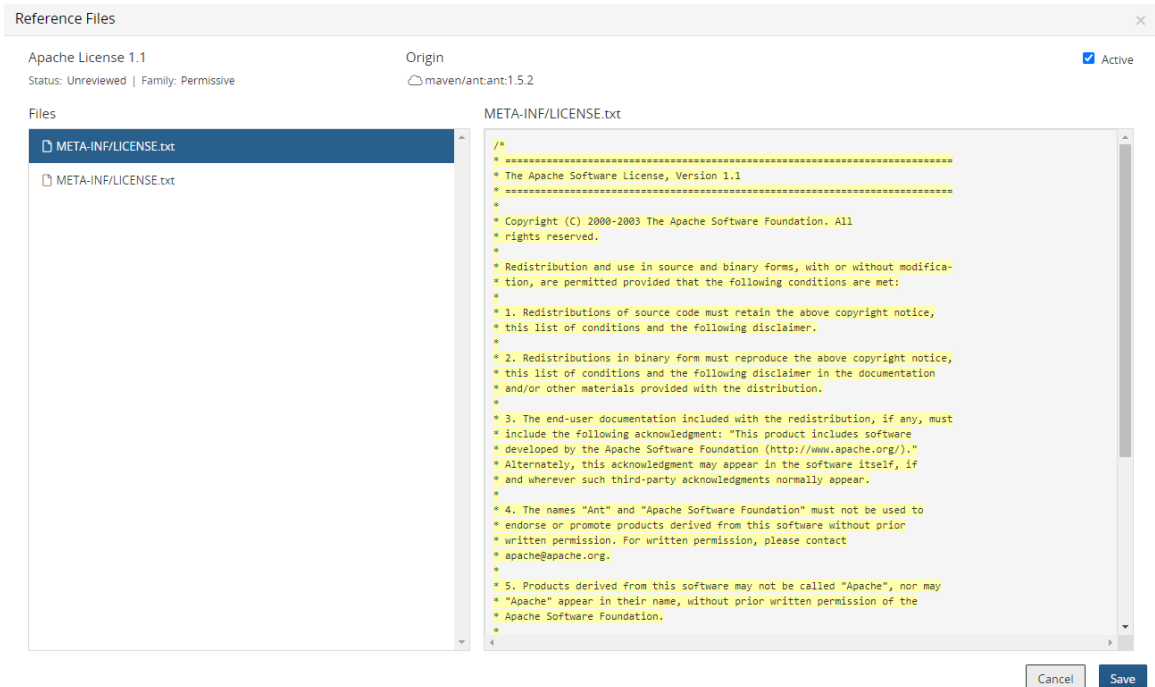 Reference Files
×
Apache License 1.1
Status: Unreviewed | Family: Permissive
Origin
maven/ant:ant:1.5.2
Active
Files
META-INF/LICENSE.txt
META-INF/LICENSE.txt
META-INF/LICENSE.txt
/*
* ============================================================================
* The Apache Software License, Version 1.1
* ============================================================================
*
* Copyright (C) 2000-2003 The Apache Software Foundation. All
* rights reserved.
*
* Redistribution and use in source and binary forms, with or without modifica-
* tion, are permitted provided that the following conditions are met:
*
* 1. Redistributions of source code must retain the above copyright notice,
* this list of conditions and the following disclaimer.
*
* 2. Redistributions in binary form must reproduce the above copyright notice,
* this list of conditions and the following disclaimer in the documentation
* and/or other materials provided with the distribution.
*
* 3. The end-user documentation included with the redistribution, if any, must
* include the following acknowledgment: "This product includes software
* developed by the Apache Software Foundation (http://www.apache.org/)."
* Alternately, this acknowledgment may appear in the software itself, if
* and wherever such third-party acknowledgments normally appear.
*
* 4. The names "Ant" and "Apache Software Foundation" must not be used to
* endorse or promote products derived from this software without prior
* written permission. For written permission, please contact
* apache@apache.org.
*
* 5. Products derived from this software may not be called "Apache", nor may
* "Apache" appear in their name, without prior written permission of the
* Apache Software Foundation.
*
Cancel
Save